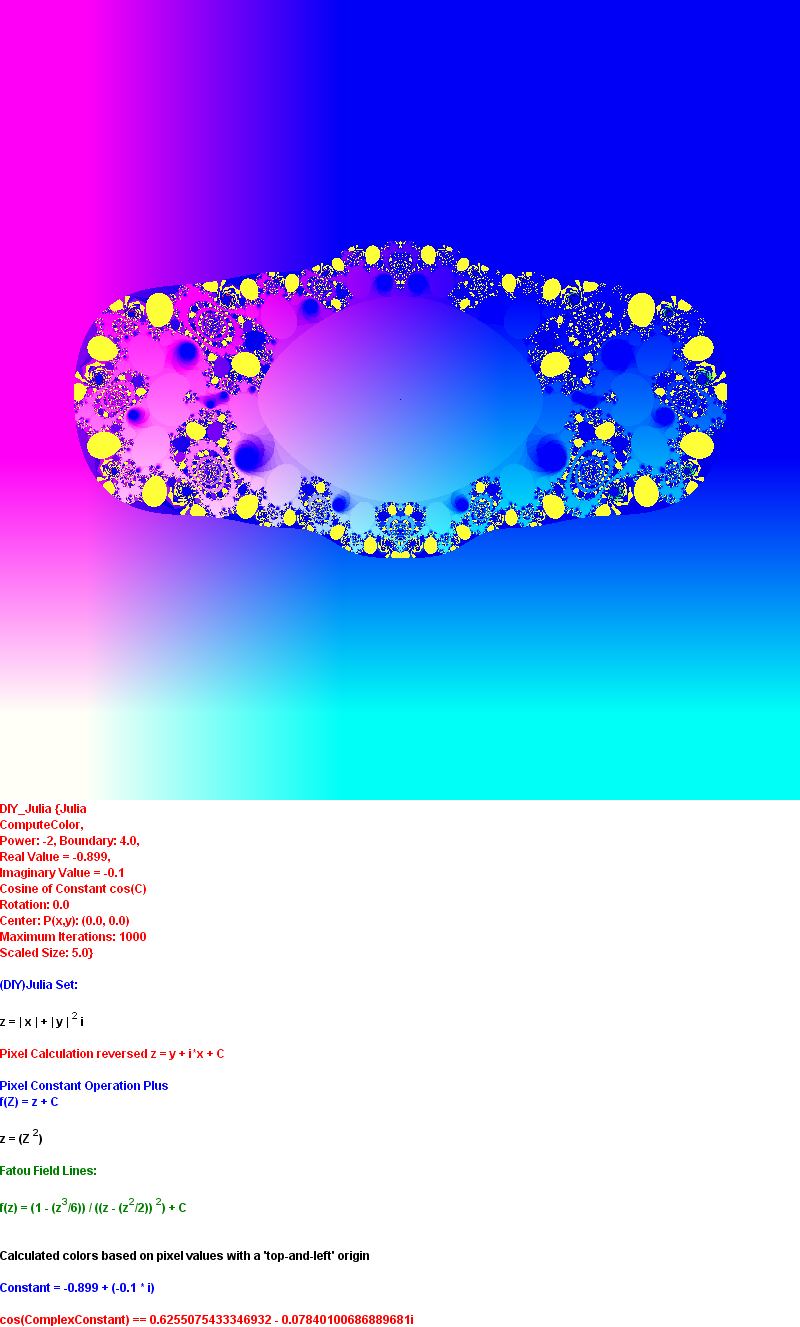 DIY_Julia {Julia
ComputeColor,
Power: -2, Boundary: 4.0,
Real Value = -0.899,
Imaginary Value = -0.1
Cosine of Constant cos(C)
Rotation: 0.0
Center: P(x,y): (0.0, 0.0)
Maximum Iterations: 1000
Scaled Size: 5.0}
(DIY)Julia Set:
z = | x | + | y | ² i
Pixel Calculation reversed z = y + i*x + C
Pixel Constant Operation Plus
f(Z) = z + C
z = (Z ²)
Fatou Field Lines:
f(z) = (1 - (z³/6)) / ((z - (z²/2)) ²) + C
Calculated colors based on pixel values with a 'top-and-left' origin
Constant = -0.899 + (-0.1 * i)
cos(ComplexConstant) == 0.6255075433346932 - 0.07840100686889681i